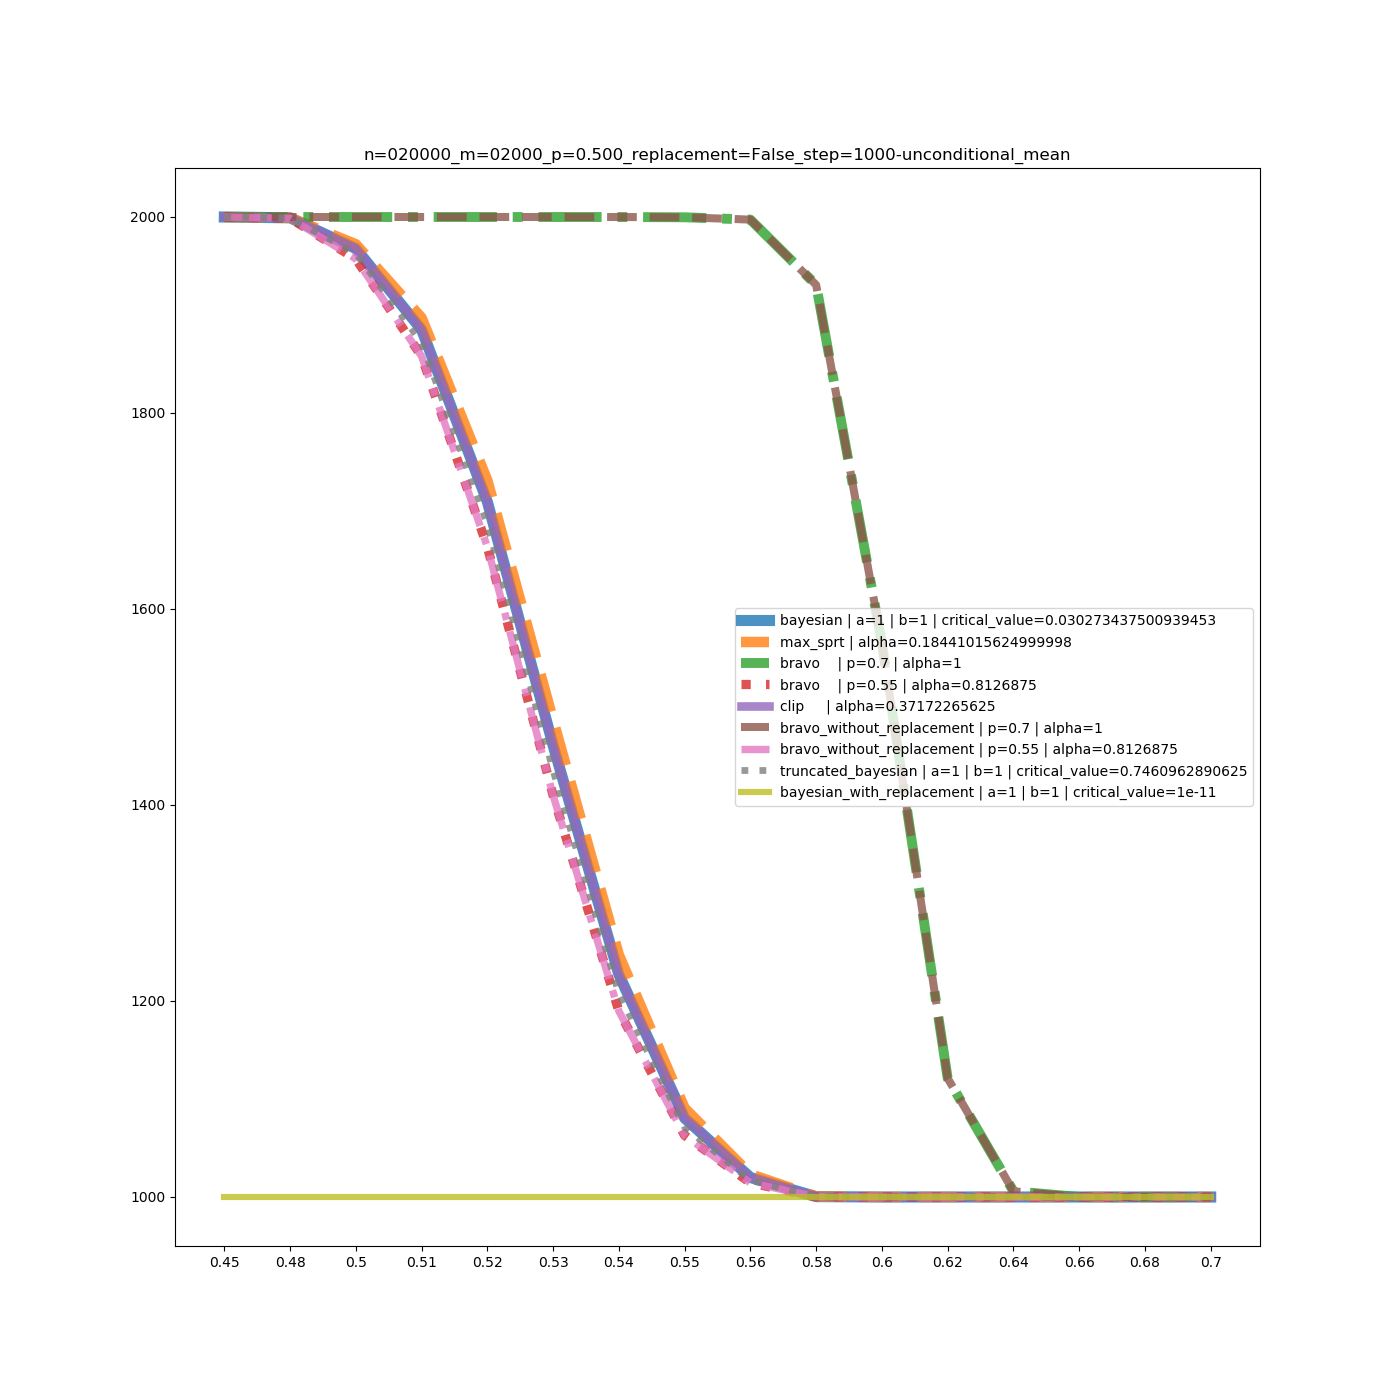 n=020000_m=02000_p=0.500_replacement=False_step=1000-unconditional_mean
2000
1800
1600
1400
1200
1000
bayesian | a=1 | b=1 | critical_value=0.030273437500939453
max_sprt | alpha=0.18441015624999998
bravo    | p=0.7 | alpha=1
bravo    | p=0.55 | alpha=0.8126875
clip     | alpha=0.37172265625
bravo_without_replacement | p=0.7 | alpha=1
bravo_without_replacement | p=0.55 | alpha=0.8126875
truncated_bayesian | a=1 | b=1 | critical_value=0.7460962890625
bayesian_with_replacement | a=1 | b=1 | critical_value=1e-11
0.45 0.48 0.5 0.51 0.52 0.53 0.54 0.55 0.56 0.58 0.6 0.62 0.64 0.66 0.68 0.7